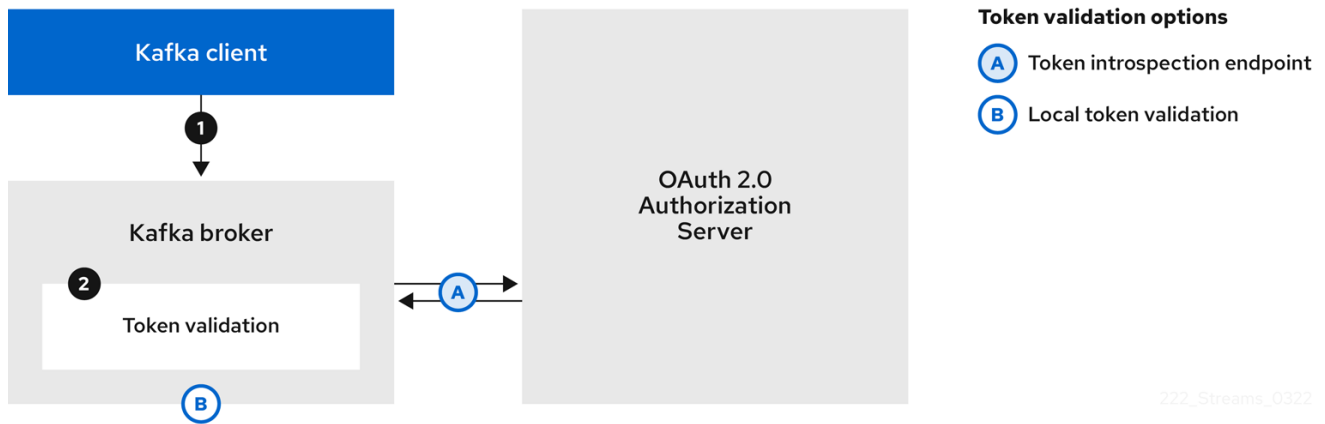 Kafka client
1
Kafka broker
2
Token validation
B
A
OAuth 2.0
Authorization
Server
Token validation options
A Token introspection endpoint
B Local token validation
222_Streams_0322